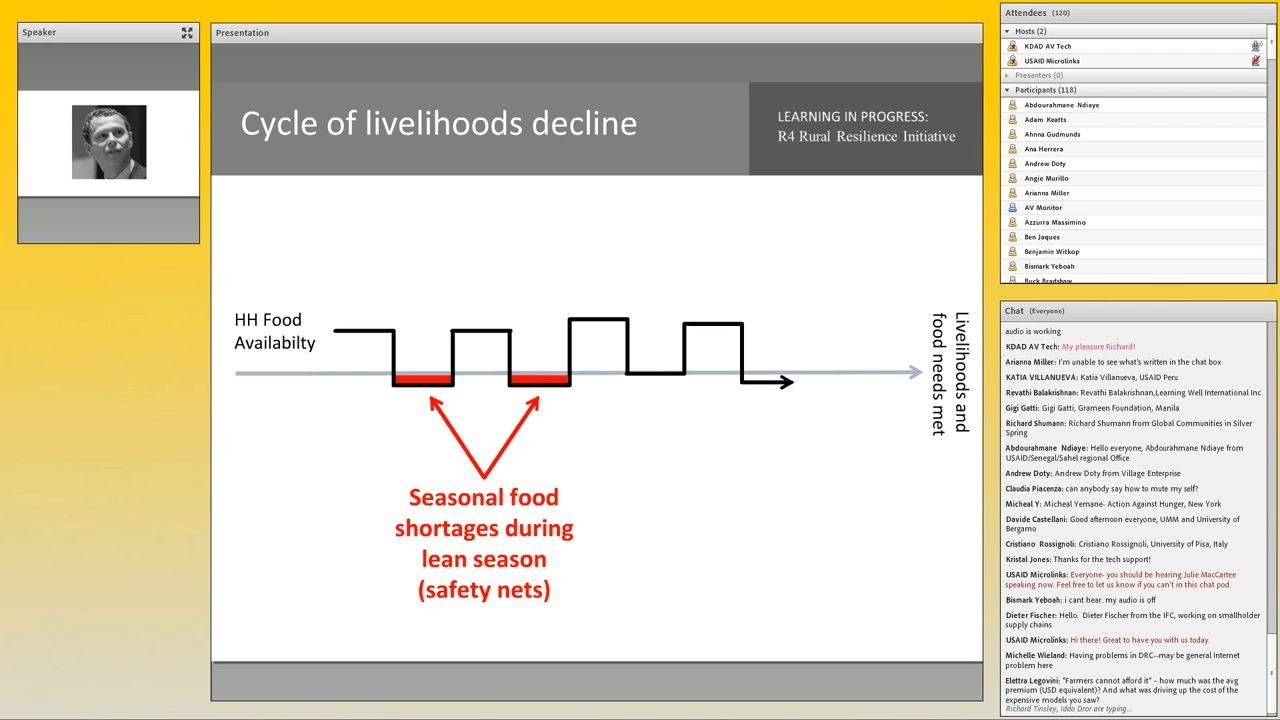 Speaker
Presentation
Cycle of livelihoods decline
LEARNING IN PROGRESS:
R4 Rural Resilience Initiative
HH Food
Availabilty
Livelihoods and
food needs met
Seasonal food
shortages during
lean season
(safety nets)
Attendees (120)
Hosts (2)
KDAD AV Tech
USAID Microlinks
Presenters (0)
Participants (118)
Abdourahmane Ndiaye
Adam Keatts
Ahnna Gudmunds
Ana Herrera
Andrew Doty
Angie Murillo
Arianna Miller
AV Monitor
Azzurra Massimino
Ben Jaques
Benjamin Witkop
Bismark Yeboah
Buck Bradshaw
Chat (Everyone)
audio is working
KDAD AV Tech: My pleasure Richard!
Arianna Miller: I'm unable to see what's written in the chat box
KATIA VILLANUEVA: Katia Villanueva, USAID Peru
Revathi Balakrishnan: Revathi Balakrishnan,Learning Well International Inc
Gigi Gatti: Gigi Gatti, Grameen Foundation, Manila
Richard Shumann: Richard Shumann from Global Communities in Silver
Spring
Abdourahmane Ndiaye: Hello everyone, Abdourahmane Ndiaye from
USAID/Senegal/Sahel regional Office
Andrew Doty: Andrew Doty from Village Enterprise
Claudia Piacenza: can anybody say how to mute my self?
Micheal Y: Micheal Yemane- Action Against Hunger, New York
Davide Castellani: Good afternoon everyone, UMM and University of
Bergamo
Cristiano Rossignoli: Cristiano Rossignoli, University of Pisa, Italy
Kristal Jones: Thanks for the tech support!
USAID Microlinks: Everyone- you should be hearing Julie MacCartee
speaking now. Feel free to let us know if you can't in this chat pod.
Bismark Yeboah: i cant hear. my audio is off
Dieter Fischer: Hello. Dieter Fischer from the IFC, working on smallholder
supply chains
USAID Microlinks: Hi there! Great to have you with us today.
Michelle Wieland: Having problems in DRC--may be general internet
problem here
Elettra Legovini: "Farmers cannot afford it" - how much was the avg
premium (USD equivalent)? And what was driving up the cost of the
expensive models you saw?
Richard Tinsley, Iddo Dror are typing...